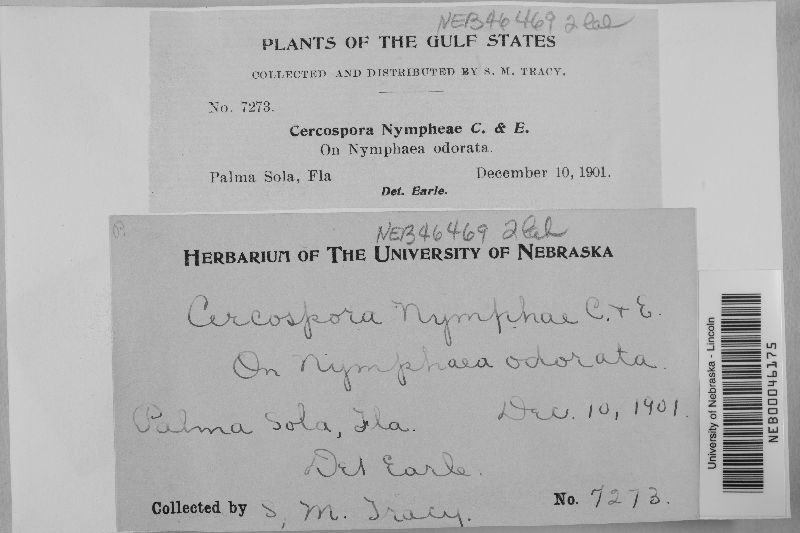 NEB46469 2 lab
PLANTS OF THE GULF STATES
COLLECTED AND DISTRIBUTED BY S. M. TRACY.
No. 7273.
Cercospora Nympheae C. & E.
On Nymphaea odorata.
Palma Sola, Fla December 10, 1901.
Det. Earle.
NEB46469 2 lab
HERBARIUM OF THE UNIVERSITY OF NEBRASKA
Cercospora Nymphae C. + E.
On Nymphaea odorata.
Palma Sola, Fla. Dec. 10, 1901.
Det Earle.
Collected by S, M. Tracy. No. 7273.
University of Nebraska - Lincoln
NEB00046175